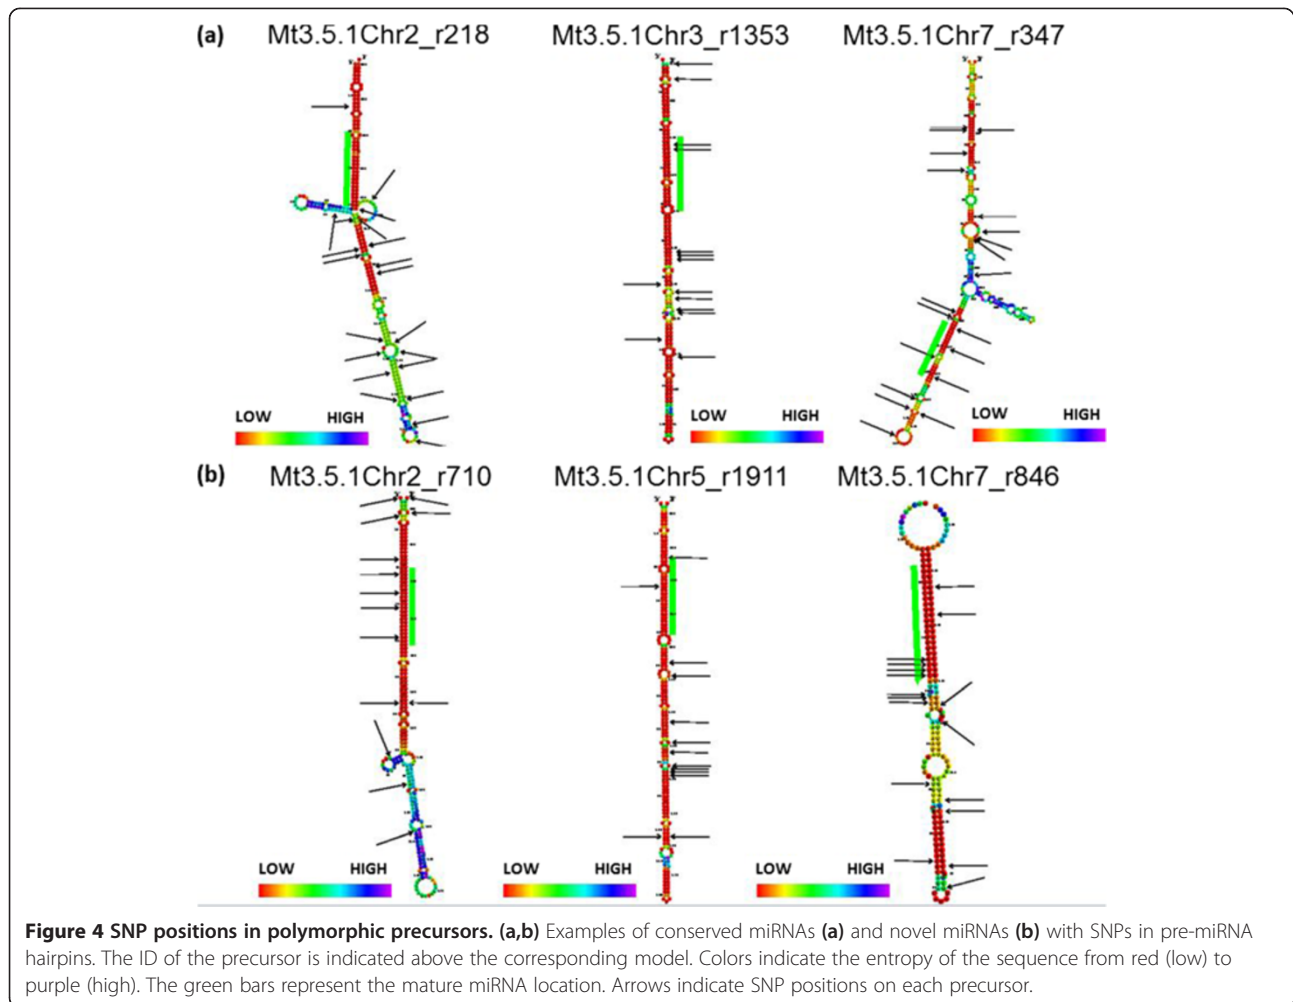 (a) Mt3.5.1Chr2_r218 Mt3.5.1Chr3_r1353 Mt3.5.1Chr7_r347
LOW HIGH LOW HIGH LOW HIGH
(b) Mt3.5.1Chr2_r710 Mt3.5.1Chr5_r1911 Mt3.5.1Chr7_r846
LOW HIGH LOW HIGH LOW HIGH
Figure 4 SNP positions in polymorphic precursors. (a,b) Examples of conserved miRNAs (a) and novel miRNAs (b) with SNPs in pre-miRNA
hairpins. The ID of the precursor is indicated above the corresponding model. Colors indicate the entropy of the sequence from red (low) to
purple (high). The green bars represent the mature miRNA location. Arrows indicate SNP positions on each precursor.